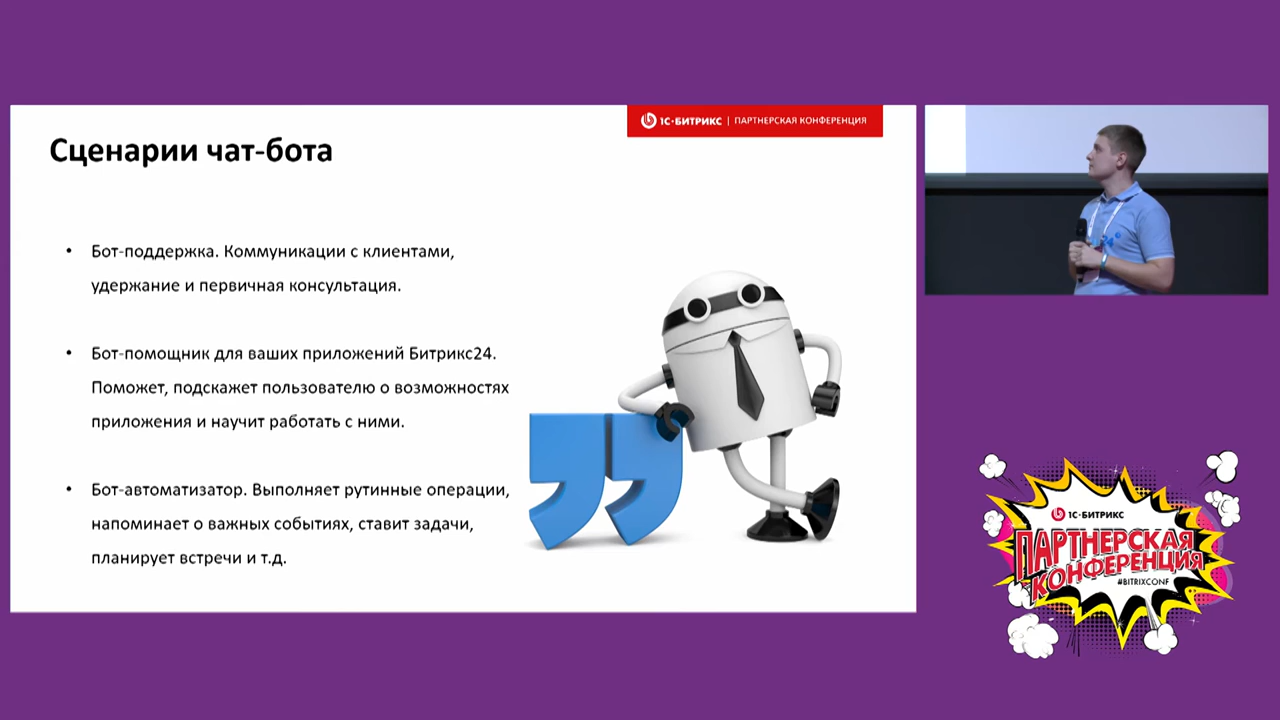 1С-БИТРИКС | ПАРТНЕРСКАЯ КОНФЕРЕНЦИЯ
Сценарии чат-бота
• Бот-поддержка. Коммуникации с клиентами,
удержание и первичная консультация.
• Бот-помощник для ваших приложений Битрикс24.
Поможет, подскажет пользователю о возможностях
приложения и научит работать с ними.
• Бот-автоматизатор. Выполняет рутинные операции,
напоминает о важных событиях, ставит задачи,
планирует встречи и т.д.
1С-БИТРИКС
ПАРТНЕРСКАЯ
КОНФЕРЕНЦИЯ
#BITRIXCONF